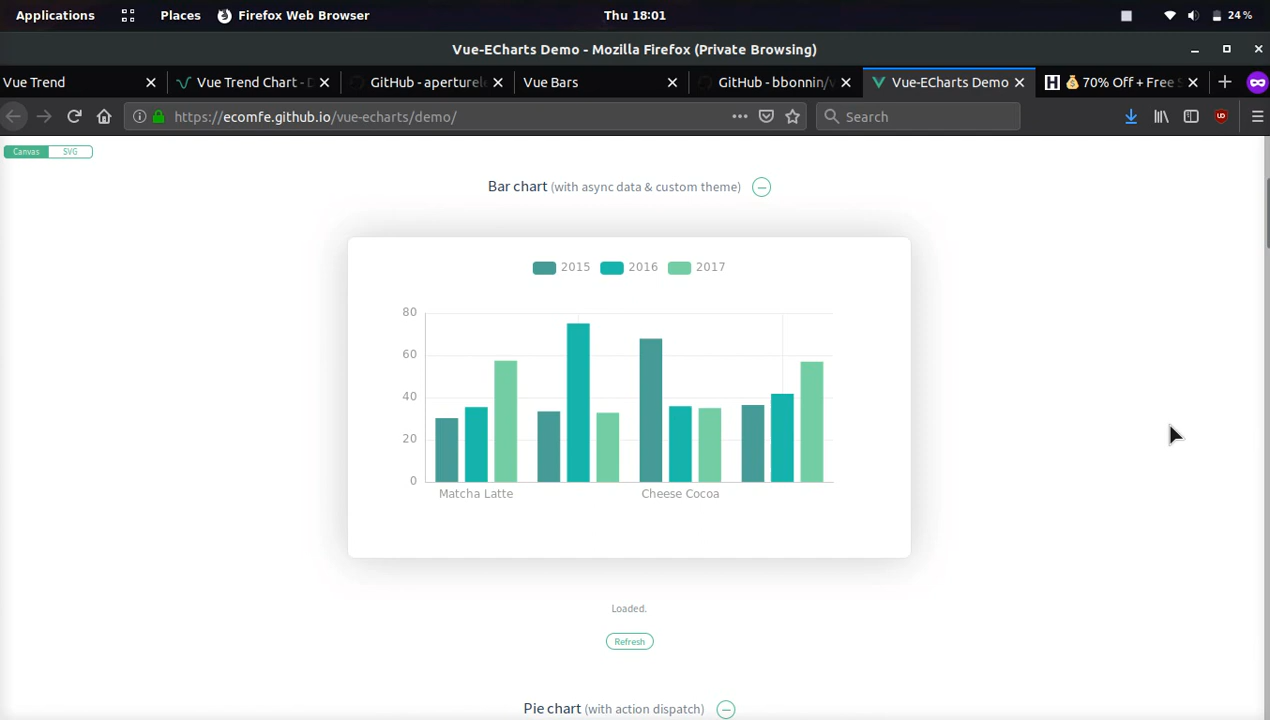 Applications Places Firefox Web Browser Thu 18:01 24 %
Vue-ECharts Demo - Mozilla Firefox (Private Browsing)
Vue Trend Vue Trend Chart - D GitHub - aperturele Vue Bars GitHub - bbonnin/v Vue-ECharts Demo H 70% Off + Free S
https://ecomfe.github.io/vue-echarts/demo/ Search
Canvas SVG
Bar chart (with async data & custom theme)
2015 2016 2017
80
60
40
20
0
Matcha Latte Cheese Cocoa
Loaded.
Refresh
Pie chart (with action dispatch)